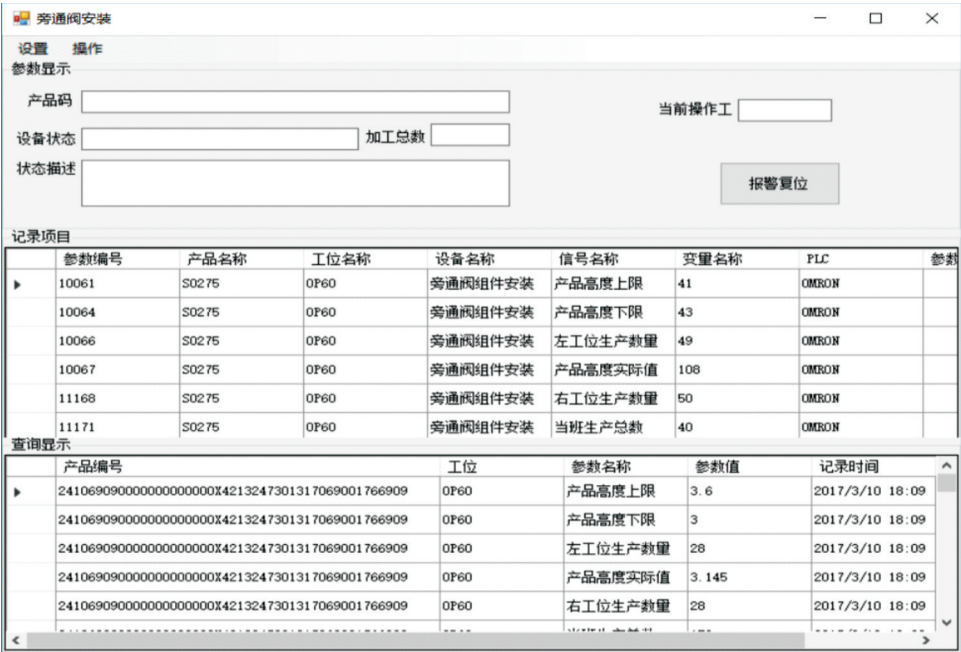 旁通阀安装
设置 操作
参数显示
产品码
当前操作工
设备状态 加工总数
状态描述
报警复位
记录项目
参数编号 产品名称 工位名称 设备名称 信号名称 变量名称 PLC 参数
10061 S0275 OP60 旁通阀组件安装 产品高度上限 41 OMRON
10064 S0275 OP60 旁通阀组件安装 产品高度下限 43 OMRON
10066 S0275 OP60 旁通阀组件安装 左工位生产数量 49 OMRON
10067 S0275 OP60 旁通阀组件安装 产品高度实际值 108 OMRON
11168 S0275 OP60 旁通阀组件安装 右工位生产数量 50 OMRON
11171 S0275 OP60 旁通阀组件安装 当班生产总数 40 OMRON
查询显示
产品编号 工位 参数名称 参数值 记录时间
241069090000000000000X42132473013170690017​66909 OP60 产品高度上限 3.6 2017/3/10 18:09
241069090000000000000X4213247301317069001766909 OP60 产品高度下限 3 2017/3/10 18:09
241069090000000000000X4213247301317069001766909 OP60 左工位生产数量 28 2017/3/10 18:09
241069090000000000000X4213247301317069001766909 OP60 产品高度实际值 3.145 2017/3/10 18:09
241069090000000000000X4213247301317069001766909 OP60 右工位生产数量 28 2017/3/10 18:09